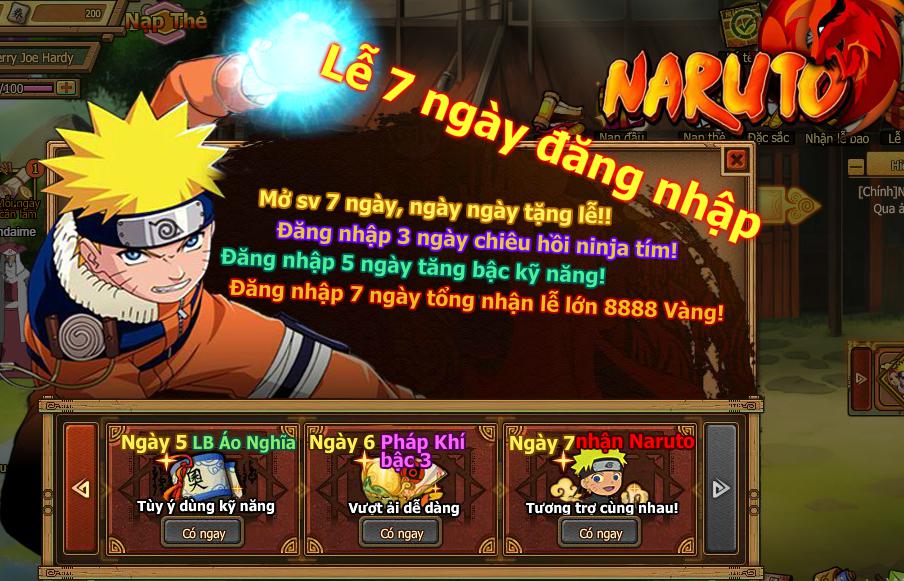 200
Nạp Thẻ
erry Joe Hardy
/100
Lễ 7 ngày đăng nhập
NARUTO
Nạp thẻ
Đặc sắc
Nhận lễ bao
Lễ
1
Mở sv 7 ngày, ngày ngày tặng lễ!!
Đăng nhập 3 ngày chiêu hồi ninja tím!
Đăng nhập 5 ngày tăng bậc kỹ năng!
Đăng nhập 7 ngày tổng nhận lễ lớn 8888 Vàng!
[Chính]N
Qua ả
ndaime
Ngày 5 LB Áo Nghĩa
奥
Tùy ý dùng kỹ năng
Có ngay
Ngày 6 Pháp Khí
bậc 3
Vượt ải dễ dàng
Có ngay
Ngày 7 nhận Naruto
Tương trợ cùng nhau!
Có ngay